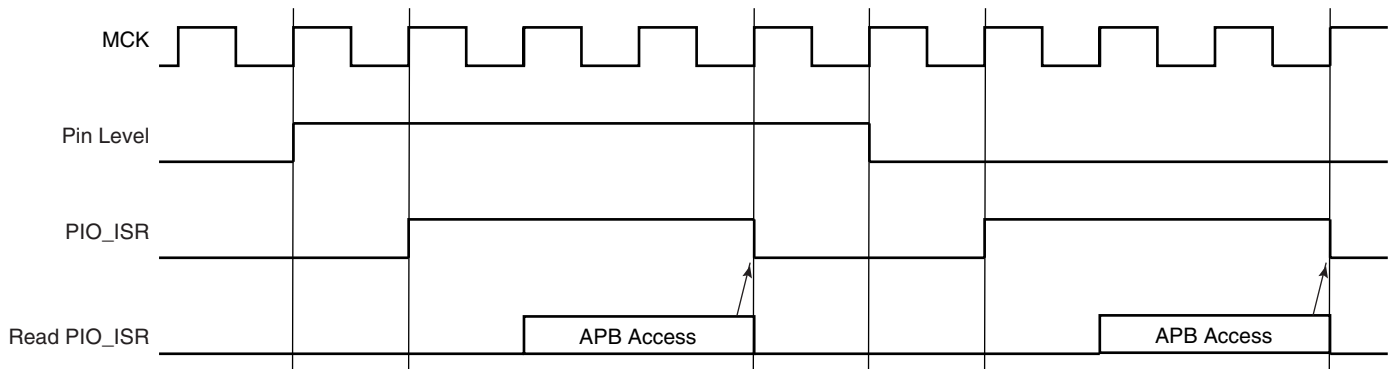 MCK
Pin Level
PIO_ISR
Read PIO_ISR
APB Access
APB Access